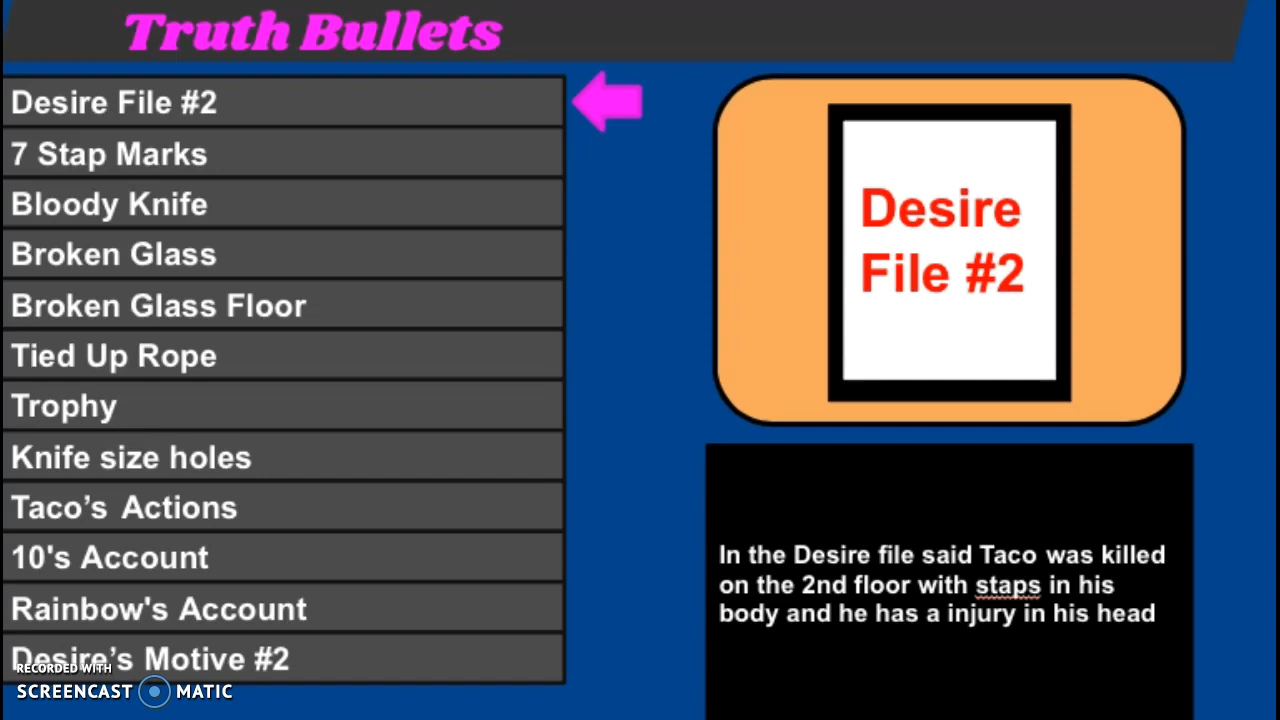 Truth Bullets
Desire File #2
7 Stap Marks
Bloody Knife
Broken Glass
Broken Glass Floor
Tied Up Rope
Trophy
Knife size holes
Taco’s Actions
10's Account
Rainbow's Account
Desire’s Motive #2
RECORDED WITH
SCREENCAST MATIC
Desire
File #2
In the Desire file said Taco was killed
on the 2nd floor with staps in his
body and he has a injury in his head